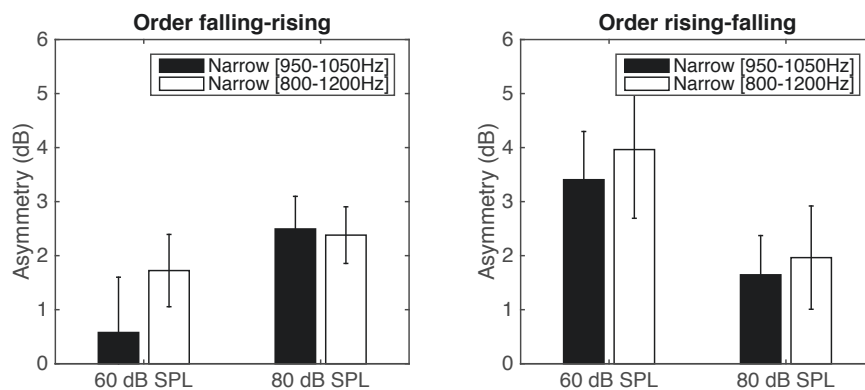 Order falling-rising
Asymmetry (dB)
6
5
4
3
2
1
0
Narrow [950-1050Hz]
Narrow [800-1200Hz]
60 dB SPL 80 dB SPL
Order rising-falling
Asymmetry (dB)
6
5
4
3
2
1
0
Narrow [950-1050Hz]
Narrow [800-1200Hz]
60 dB SPL 80 dB SPL